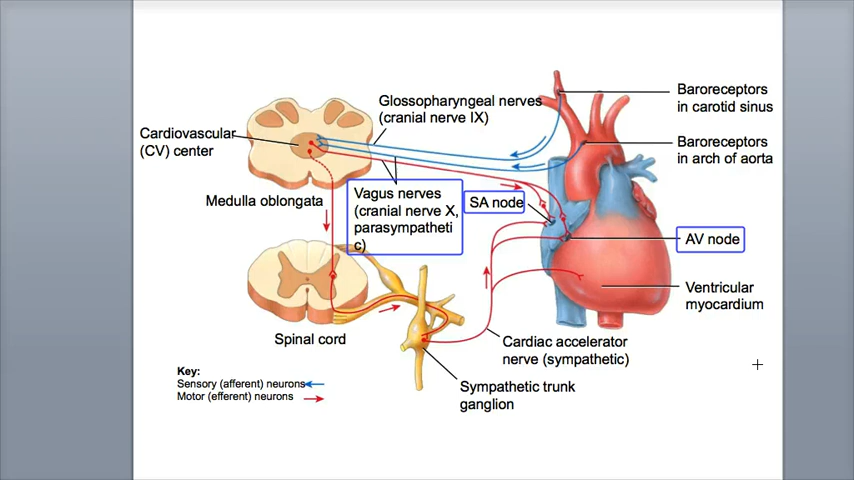 Glossopharyngeal nerves
(cranial nerve IX)
Baroreceptors
in carotid sinus
Cardiovascular
(CV) center
Baroreceptors
in arch of aorta
Medulla oblongata
Vagus nerves
(cranial nerve X,
parasympatheti
c)
SA node
AV node
Ventricular
myocardium
Spinal cord
Cardiac accelerator
nerve (sympathetic)
Sympathetic trunk
ganglion
Key:
Sensory (afferent) neurons
Motor (efferent) neurons